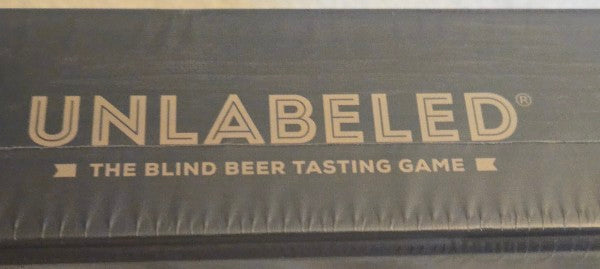 UNLABELED®
THE BLIND BEER TASTING GAME